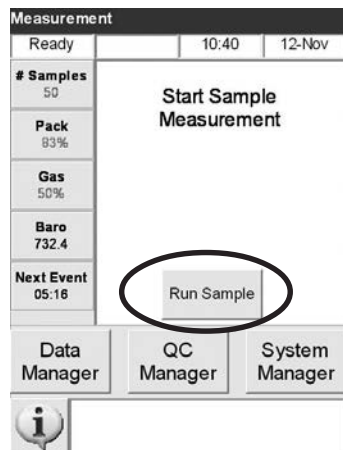 Measurement
Ready 10:40 12-Nov
# Samples
50
Pack
83%
Gas
50%
Baro
732.4
Next Event
05:16
Start Sample
Measurement
Run Sample
Data
Manager
QC
Manager
System
Manager
i